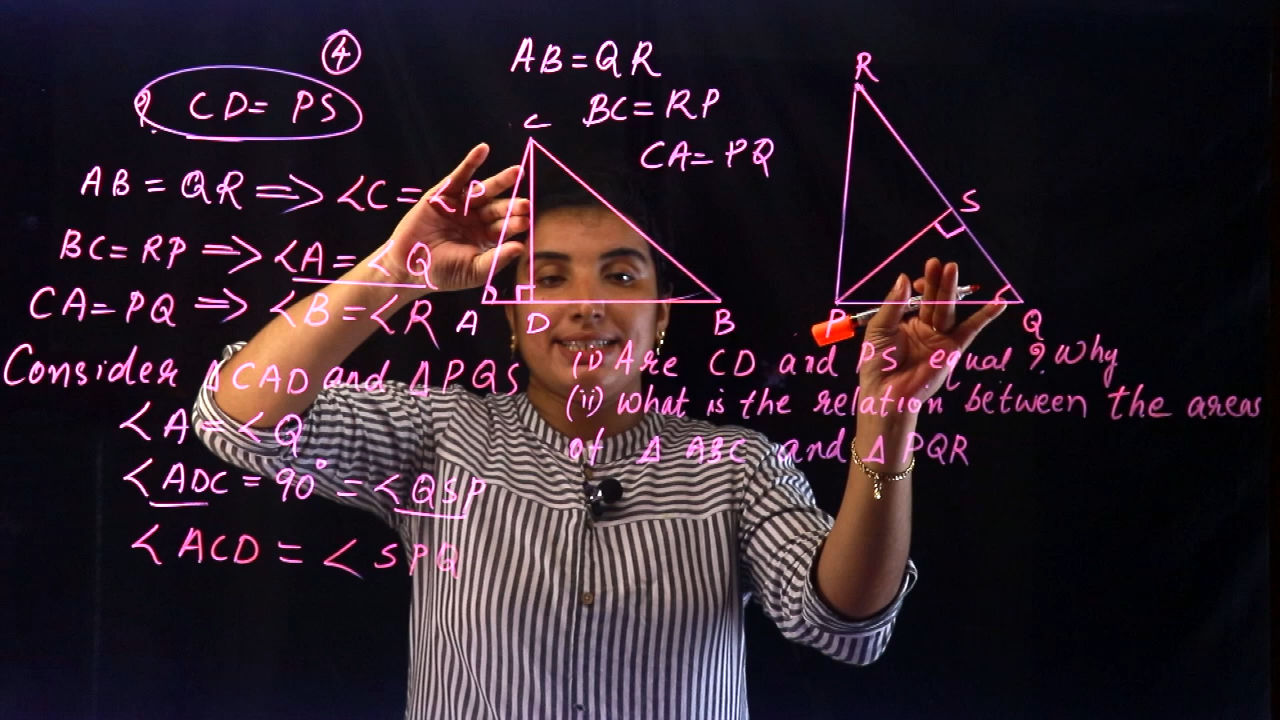 ④
? CD = PS
AB = QR => ∠C = ∠P
BC = RP => ∠A = ∠Q
CA = PQ => ∠B = ∠R
Consider Δ CAD and Δ PQS
∠A = ∠Q
∠ADC = 90° = ∠QSP
∠ACD = ∠SPQ
AB = QR
BC = RP
CA = PQ
C
A D B
R
S
P Q
(i) Are CD and PS equal ? Why
(ii) What is the relation between the areas
of Δ ABC and Δ PQR